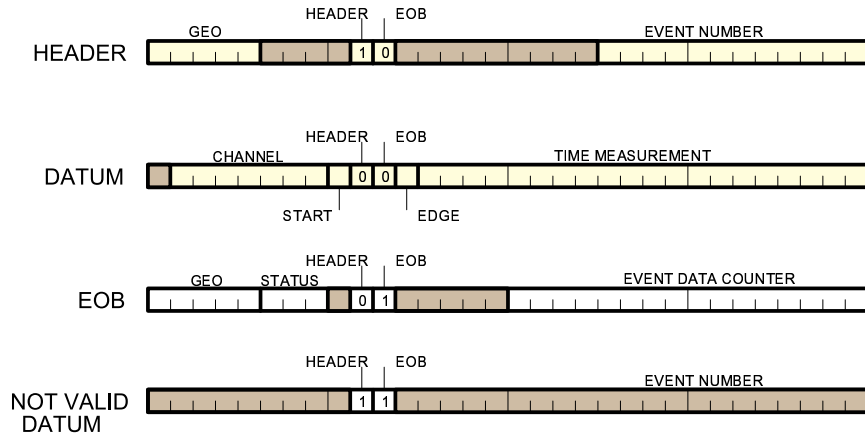 HEADER EOB
GEO EVENT NUMBER
HEADER 1 0
HEADER EOB
CHANNEL TIME MEASUREMENT
DATUM 0 0
START EDGE
HEADER EOB
GEO STATUS EVENT DATA COUNTER
EOB 0 1
HEADER EOB
EVENT NUMBER
NOT VALID 1 1
DATUM